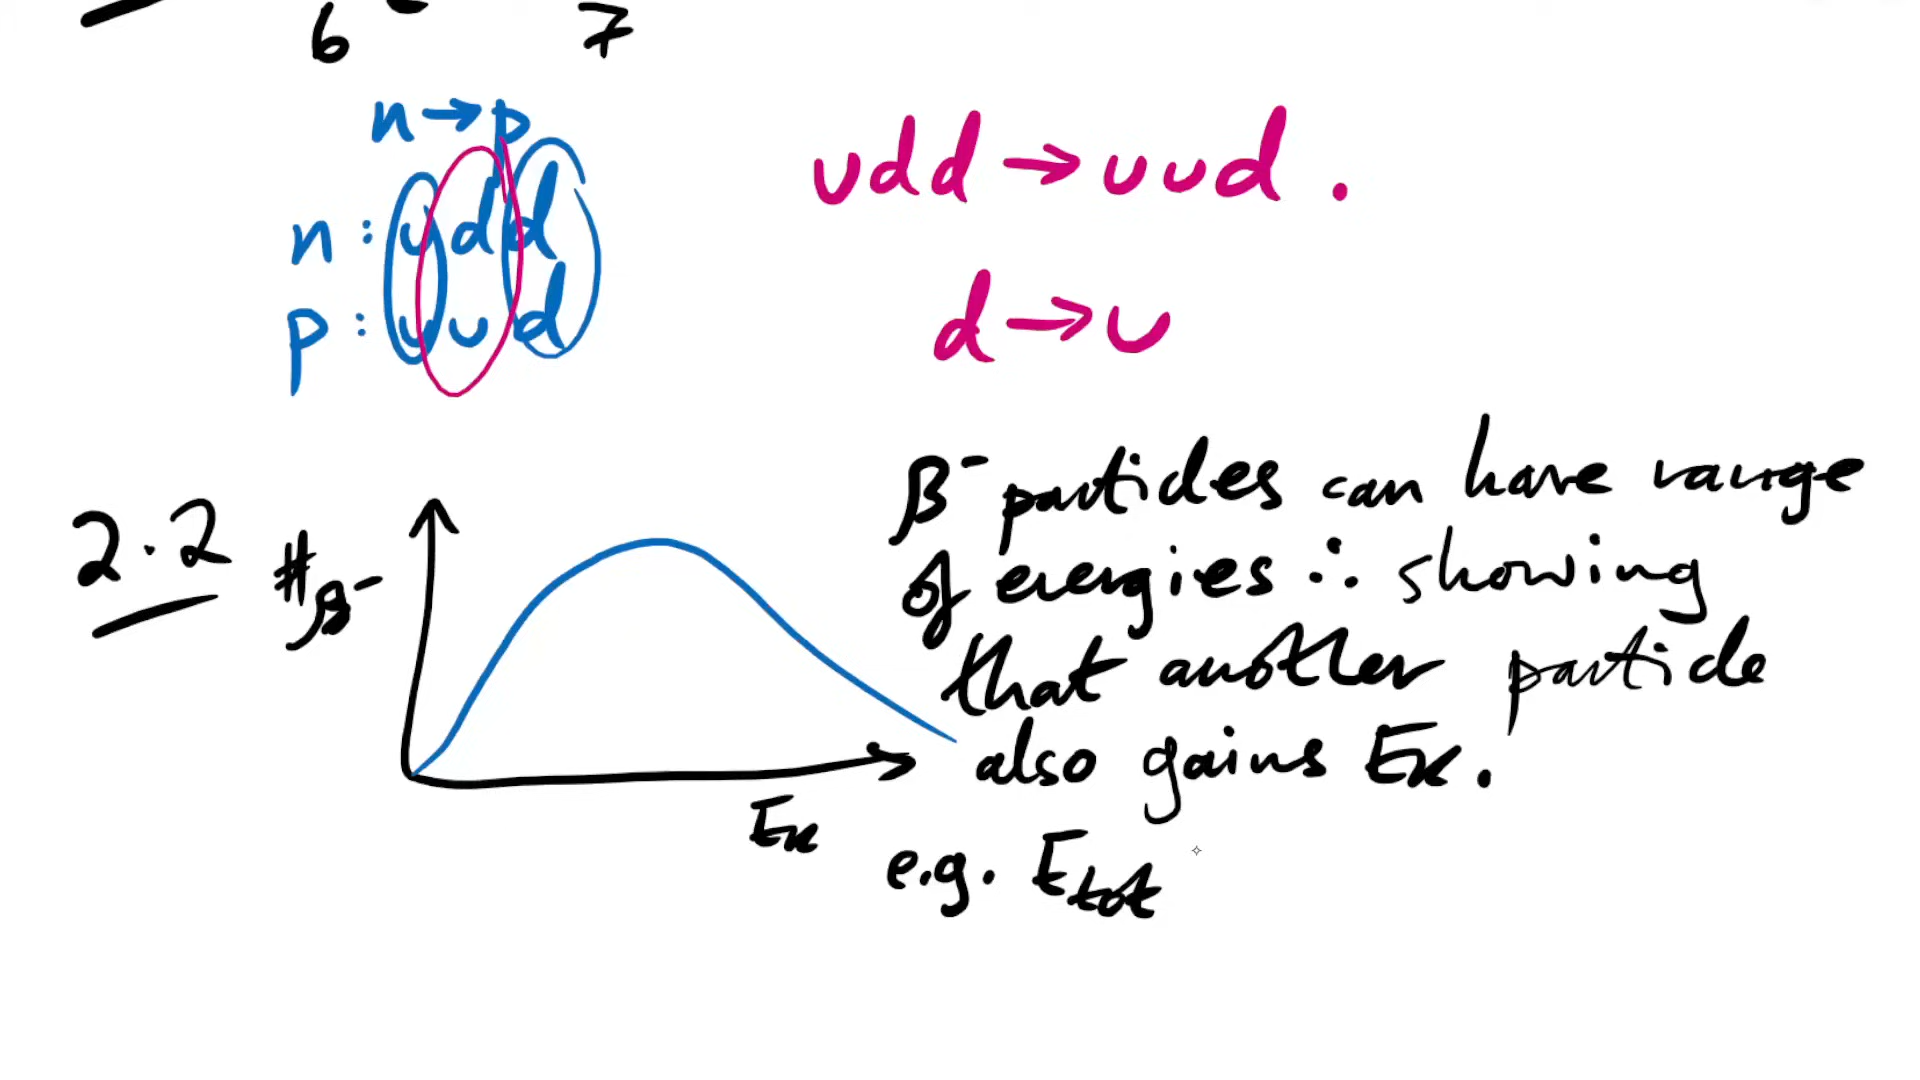 6 7
n → p
n : udd
p : uud
udd → uud .
d → u
2.2
#β⁻
Ek
β⁻ particles can have range
of energies ∴ showing
that another particle
also gains Ek.
e.g. Etot